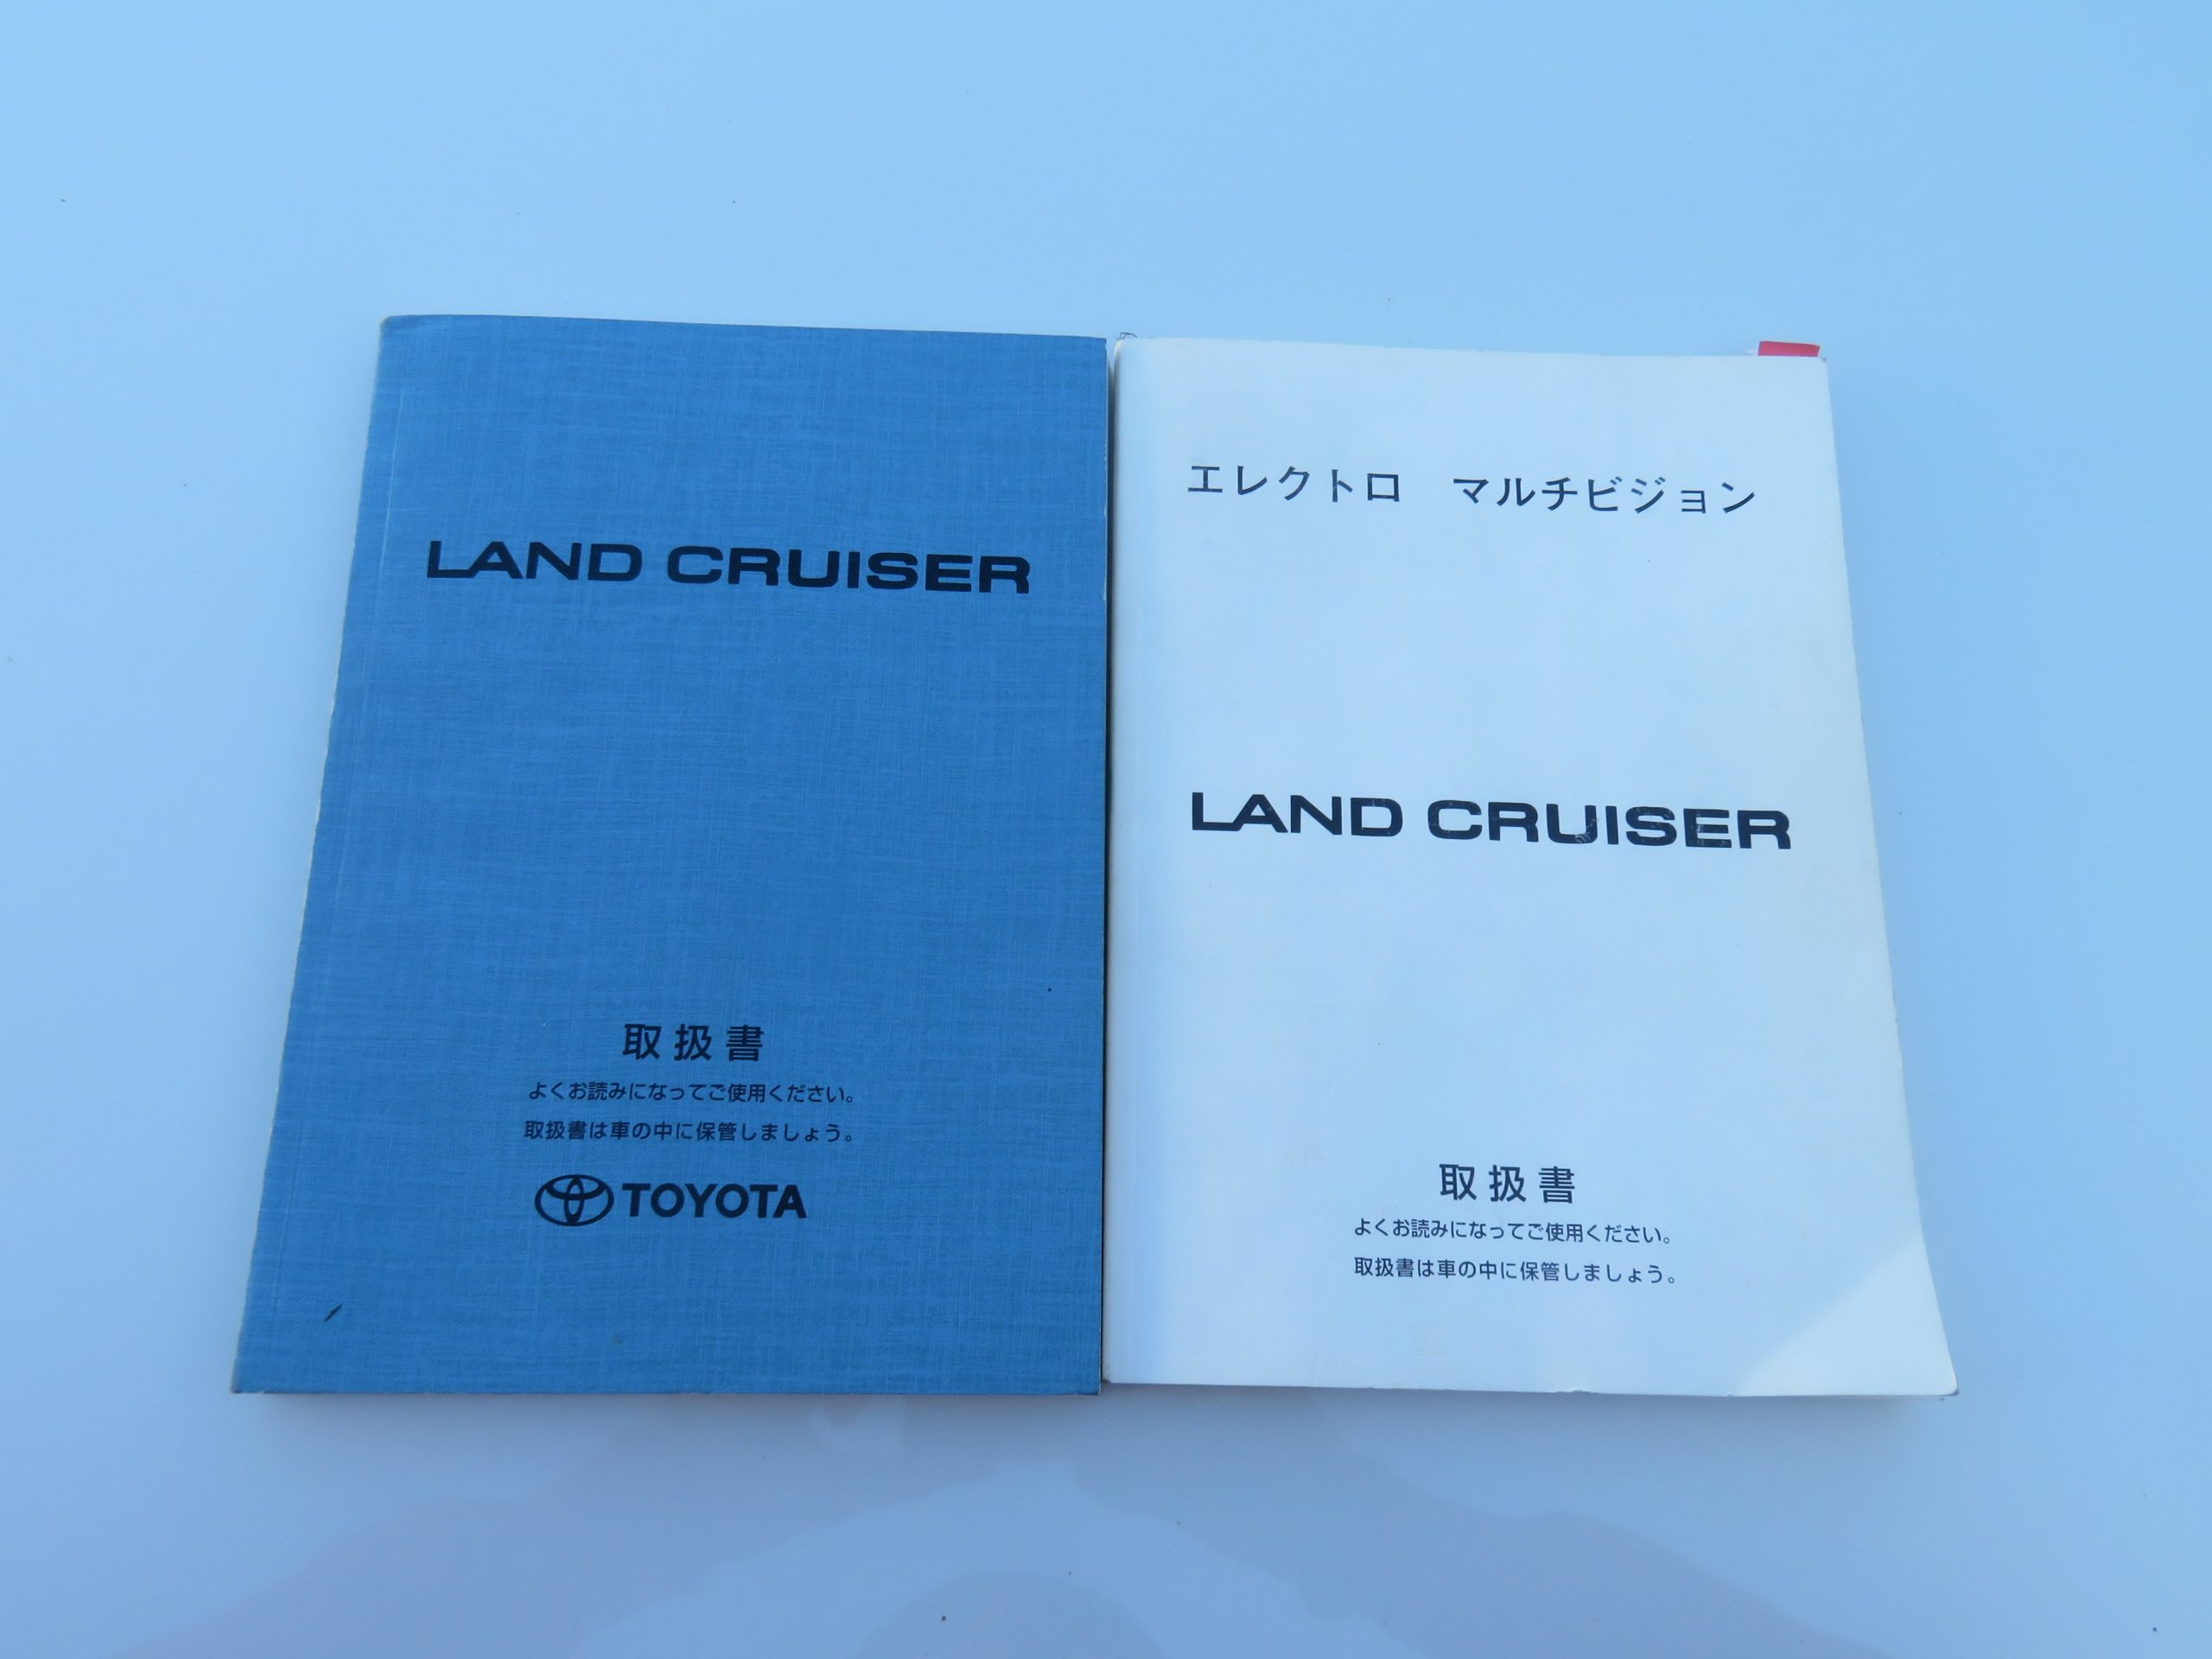 LAND CRUISER
取扱書
よくお読みになってご使用ください。
取扱書は車の中に保管しましょう。
TOYOTA
エレクトロ マルチビジョン
LAND CRUISER
取扱書
よくお読みになってご使用ください。
取扱書は車の中に保管しましょう。